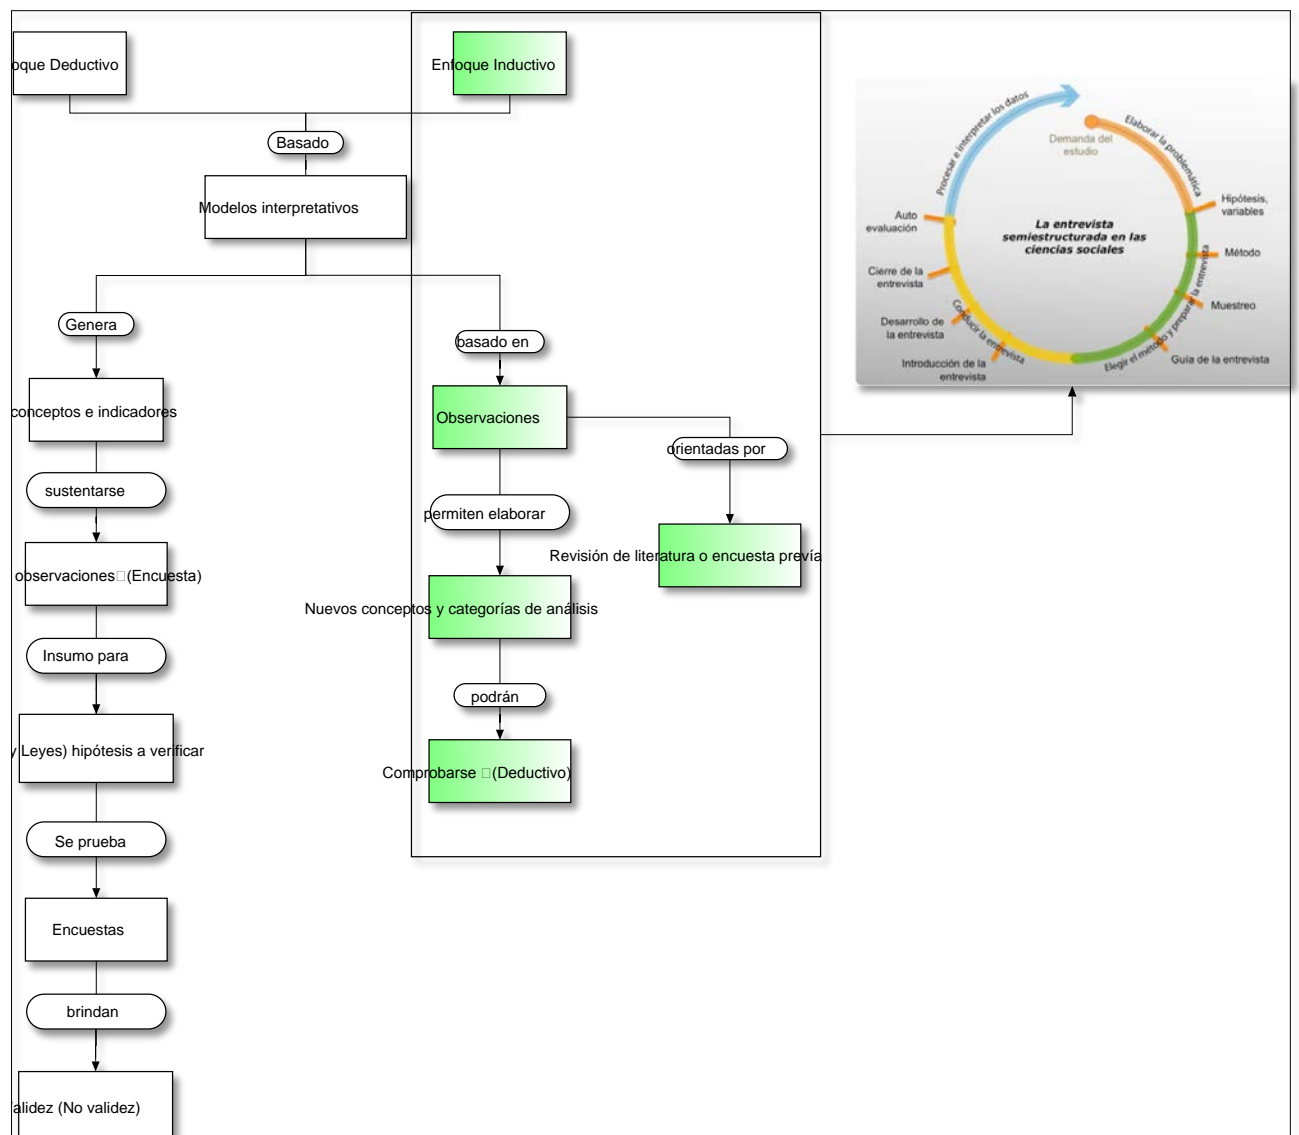 oque Deductivo
Enfoque Inductivo
Basado
Modelos interpretativos
Genera
conceptos e indicadores
sustentarse
observaciones (Encuesta)
Insumo para
y Leyes) hipótesis a verificar
Se prueba
Encuestas
brindan
alidez (No validez)
basado en
Observaciones
orientadas por
Revisión de literatura o encuesta prevía
permiten elaborar
Nuevos conceptos y categorías de análisis
podrán
Comprobarse (Deductivo)
La entrevista
semiestructurada en las
ciencias sociales
Demanda del
estudio
Elaborar la problemática
Hipótesis,
variables
Método
Muestreo
Guía de la entrevista
Elegir el método y preparar la entrevista
Introducción de la
entrevista
Desarrollo de
la entrevista
Cierre de la
entrevista
Auto
evaluación
Conducir la entrevista
Procesar e interpretar los datos